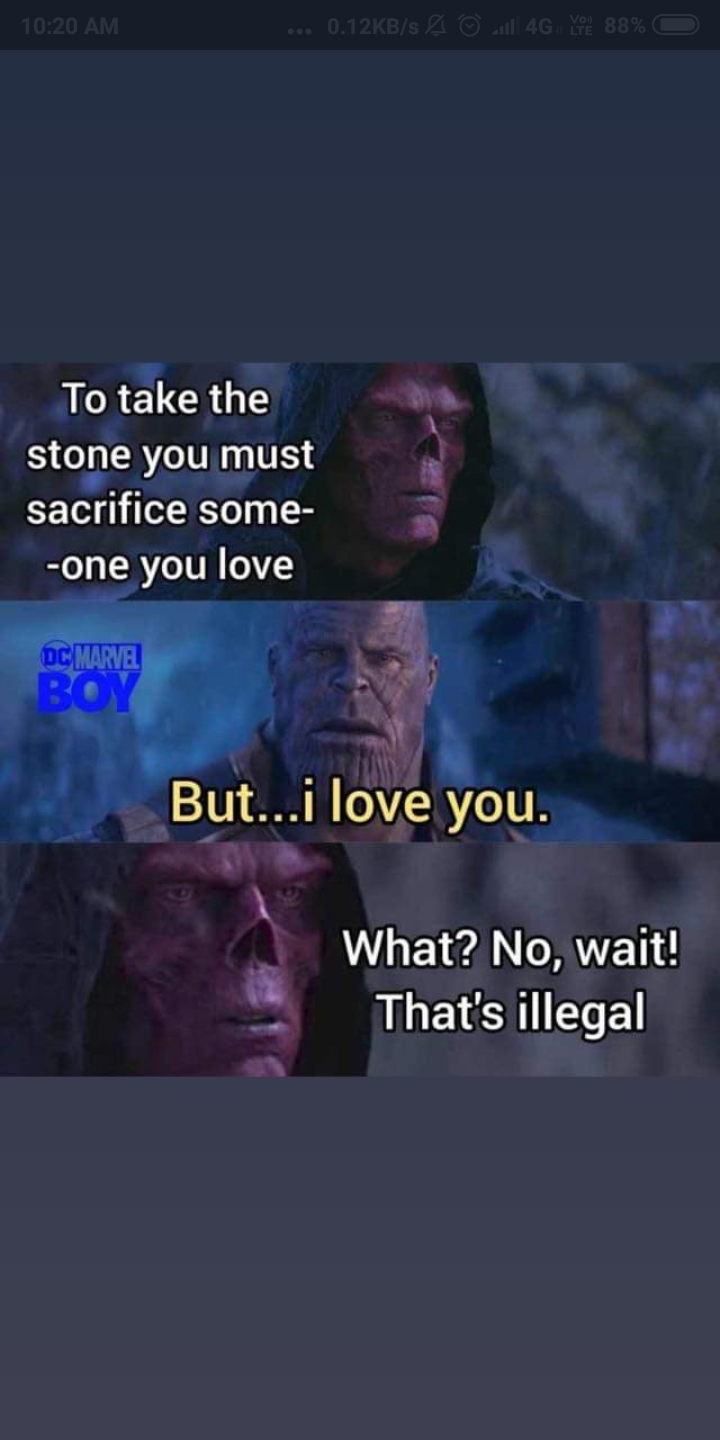 10:20 AM
... 0.12KB/s 4G Vo)) LTE 88%
To take the
stone you must
sacrifice some-
-one you love
DC MARVEL
BOY
But...i love you.
What? No, wait!
That's illegal